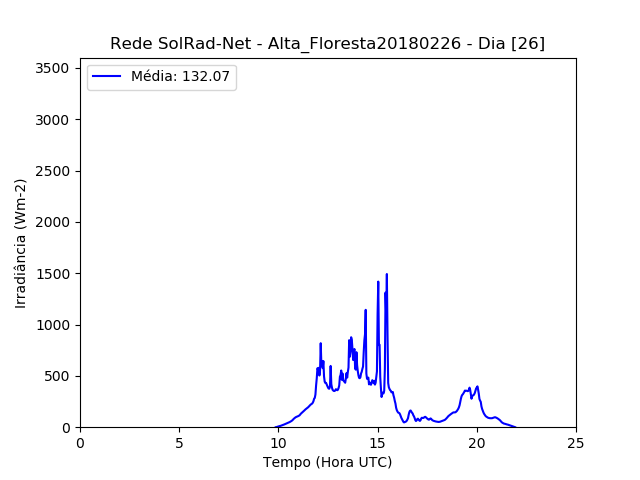 Rede SolRad-Net - Alta_Floresta20180226 - Dia [26]
Média: 132.07
3500
3000
2500
2000
1500
1000
500
0
Irradiância (Wm-2)
0 5 10 15 20 25
Tempo (Hora UTC)